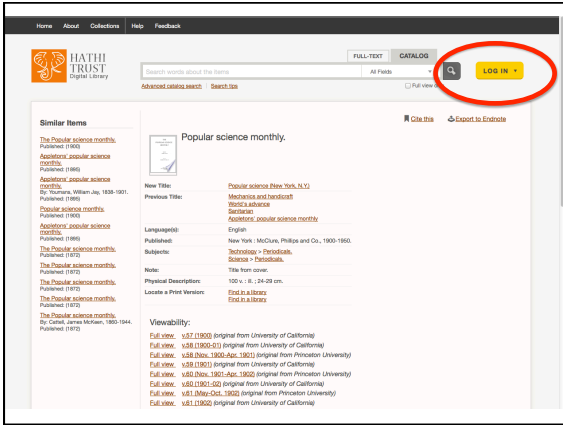 Home About Collections Help Feedback
HATHI
TRUST
Digital Library
FULL-TEXT CATALOG
Search words about the items All Fields
LOG IN
Advanced catalog search Search tips Full view
Cite this Export to Endnote
Similar Items
The Popular science monthly.
Published: (1900)
Appletons' popular science
monthly.
Published: (1895)
Appletons' popular science
monthly.
By: Youmans, William Jay, 1838-1901.
Published: (1895)
Popular science monthly.
Published: (1900)
Appletons' popular science
monthly.
Published: (1895)
The Popular science monthly.
Published: (1872)
The Popular science monthly.
Published: (1872)
The Popular science monthly.
Published: (1872)
The Popular science monthly.
Published: (1872)
The Popular science monthly.
By: Cattell, James McKeen, 1860-1944.
Published: (1872)
Popular science monthly.
New Title: Popular science (New York, N.Y.)
Previous Title: Mechanics and handicraft
World's advance
Sanitarian
Appletons' popular science monthly
Language(s): English
Published: New York : McClure, Phillips and Co., 1900-1950.
Subjects: Technology > Periodicals.
Science > Periodicals.
Note: Title from cover.
Physical Description: 100 v. : ill. ; 24-29 cm.
Locate a Print Version: Find in a library
Find in a library
Viewability:
Full view v.57 (1900) (original from University of California)
Full view v.58 (1900-01) (original from University of California)
Full view v.58 (Nov. 1900-Apr. 1901) (original from Princeton University)
Full view v.59 (1901) (original from University of California)
Full view v.60 (Nov. 1901-Apr. 1902) (original from Princeton University)
Full view v.60 (1901-02) (original from University of California)
Full view v.61 (May-Oct. 1902) (original from Princeton University)
Full view v.61 (1902) (original from University of California)